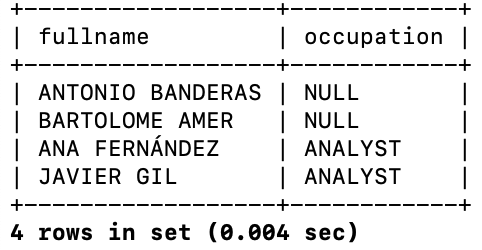 +-------------------+------------+
| fullname          | occupation |
+-------------------+------------+
| ANTONIO BANDERAS  | NULL       |
| BARTOLOME AMER    | NULL       |
| ANA FERNÁNDEZ     | ANALYST    |
| JAVIER GIL        | ANALYST    |
+-------------------+------------+
4 rows in set (0.004 sec)